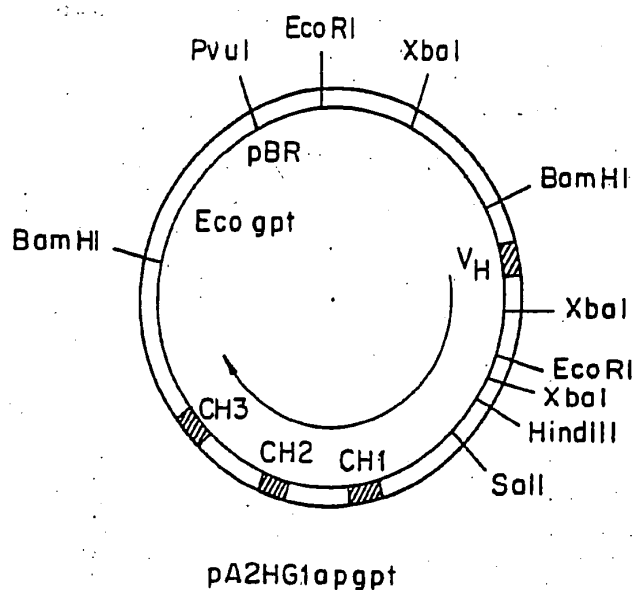 EcoRI
PvuI
XbaI
pBR
BamHI
Eco gpt
BamHI
VH
XbaI
EcoRI
XbaI
HindIII
SalI
CH3
CH2
CH1
pA2HG1apgpt